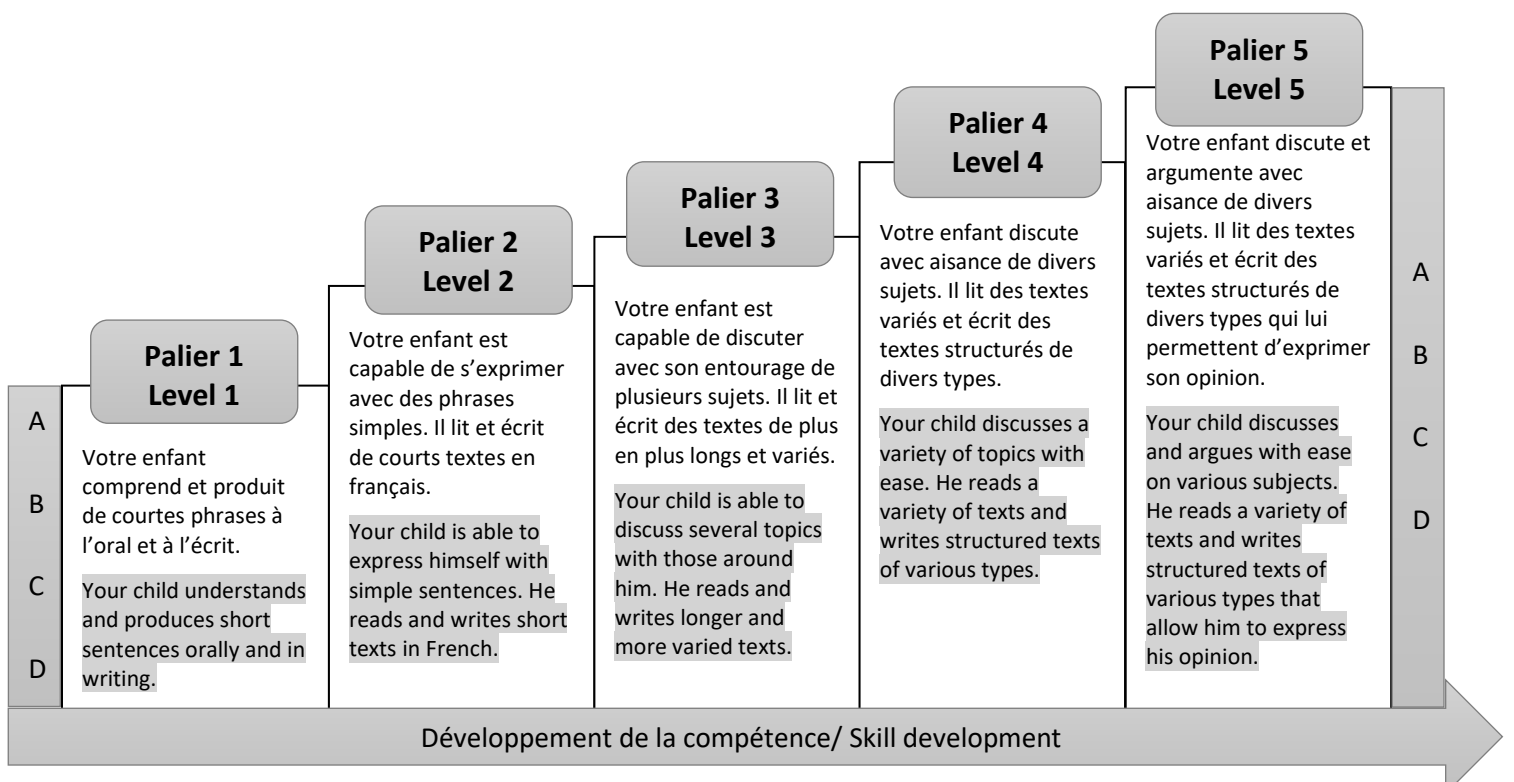 Palier 1
Level 1
Votre enfant
comprend et produit
de courtes phrases à
l’oral et à l’écrit.
Your child understands
and produces short
sentences orally and in
writing.
Palier 2
Level 2
Votre enfant est
capable de s’exprimer
avec des phrases
simples. Il lit et écrit
de courts textes en
français.
Your child is able to
express himself with
simple sentences. He
reads and writes short
texts in French.
Palier 3
Level 3
Votre enfant est
capable de discuter
avec son entourage de
plusieurs sujets. Il lit et
écrit des textes de plus
en plus longs et variés.
Your child is able to
discuss several topics
with those around
him. He reads and
writes longer and
more varied texts.
Palier 4
Level 4
Votre enfant discute
avec aisance de divers
sujets. Il lit des textes
variés et écrit des
textes structurés de
divers types.
Your child discusses a
variety of topics with
ease. He reads a
variety of texts and
writes structured texts
of various types.
Palier 5
Level 5
Votre enfant discute et
argumente avec
aisance de divers
sujets. Il lit des textes
variés et écrit des
textes structurés de
divers types qui lui
permettent d’exprimer
son opinion.
Your child discusses
and argues with ease
on various subjects.
He reads a variety of
texts and writes
structured texts of
various types that
allow him to express
his opinion.
A
B
C
D
A
B
C
D
Développement de la compétence/ Skill development